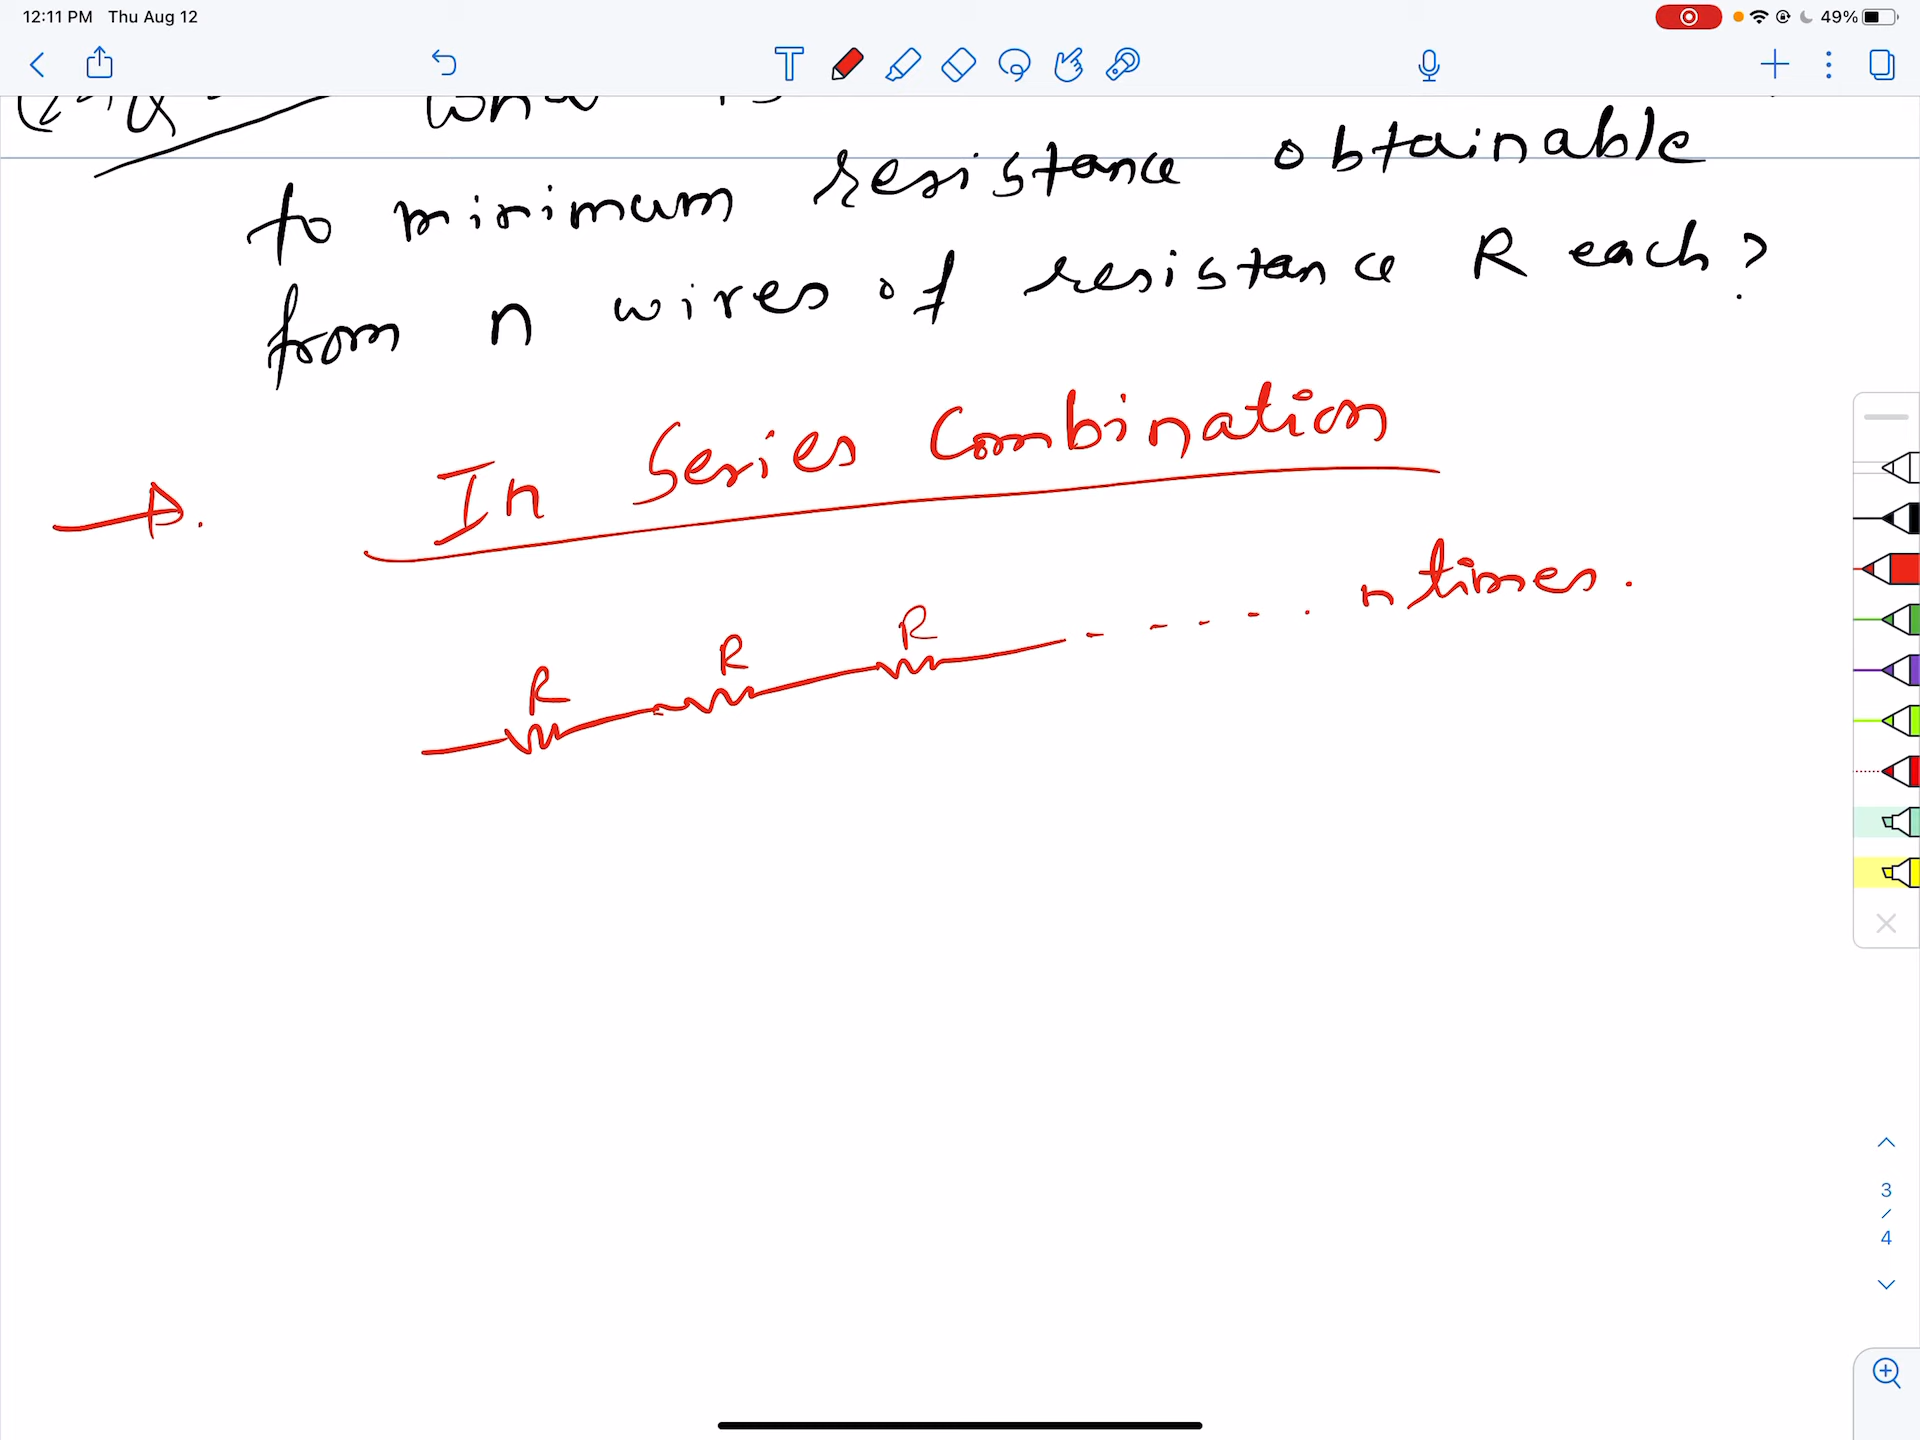 12:11 PM Thu Aug 12
49%
to minimum resistance obtainable
from n wires of resistance R each?
In Series Combination
n times.
R R R
3
/
4